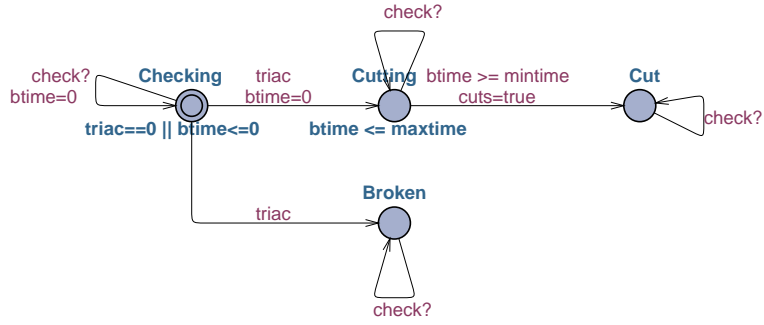 check?
Checking
check?
btime=0
triac==0 || btime<=0
triac
btime=0
Cutting
btime <= maxtime
btime >= mintime
cuts=true
Cut
check?
Broken
triac
check?